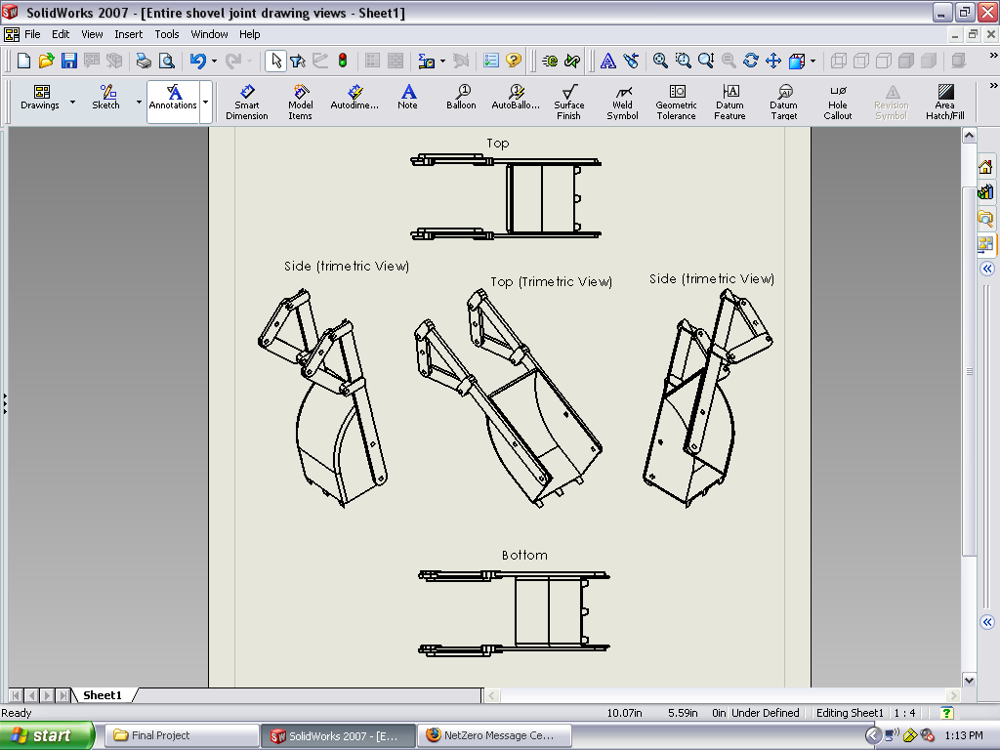 SolidWorks 2007 - [Entire shovel joint drawing views - Sheet1]
File Edit View Insert Tools Window Help
Drawings Sketch Annotations Smart Dimension Model Items Autodime... Note Balloon AutoBallo... Surface Finish Weld Symbol Geometric Tolerance Datum Feature Datum Target Hole Callout Revision Symbol Area Hatch/Fill
Top
Side (trimetric View)
Top (Trimetric View)
Side (trimetric View)
Bottom
Sheet1
Ready 10.07in 5.59in 0in Under Defined Editing Sheet1 1 : 4
start Final Project SolidWorks 2007 - [E... NetZero Message Ce... 1:13 PM